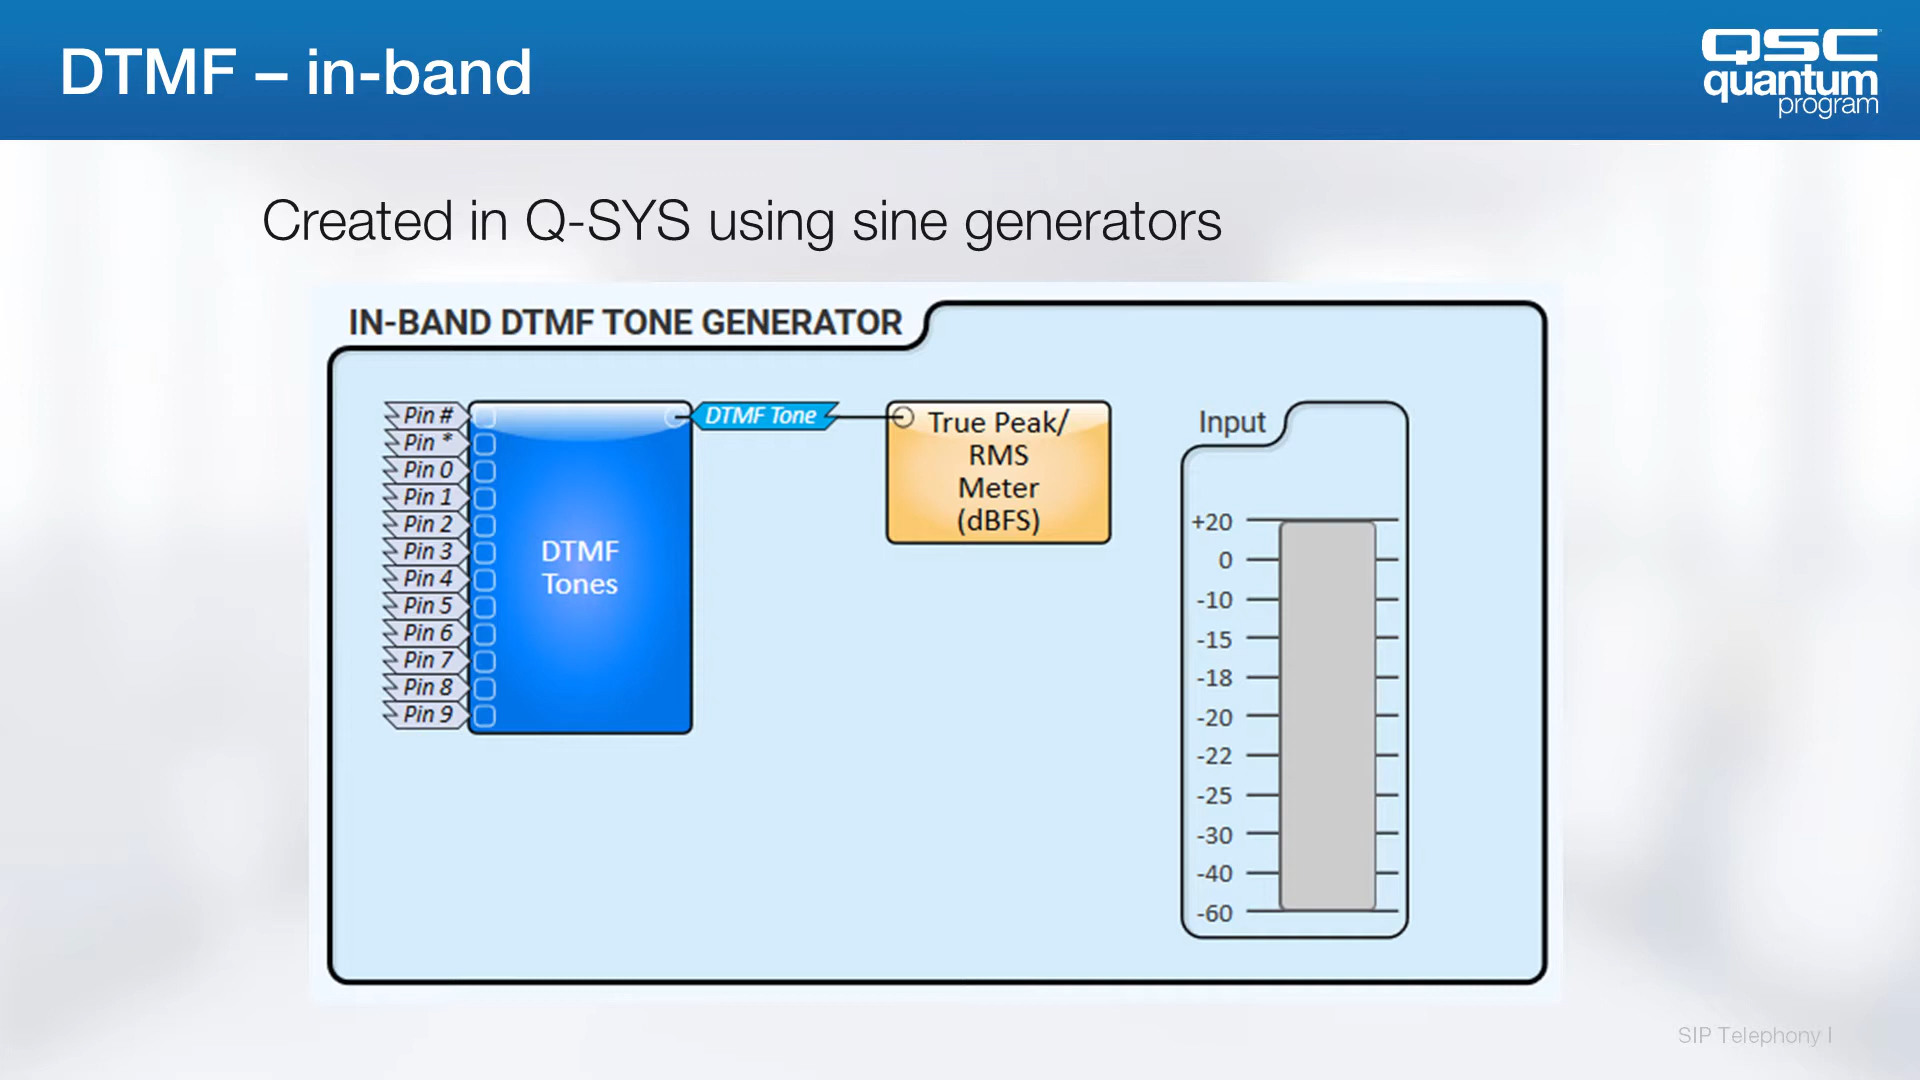 DTMF – in-band
QSC
quantum
program
Created in Q-SYS using sine generators
IN-BAND DTMF TONE GENERATOR
Pin #
Pin *
Pin 0
Pin 1
Pin 2
Pin 3
Pin 4
Pin 5
Pin 6
Pin 7
Pin 8
Pin 9
DTMF
Tones
DTMF Tone
True Peak/
RMS
Meter
(dBFS)
Input
+20
0
-10
-15
-18
-20
-22
-25
-30
-40
-60
SIP Telephony I